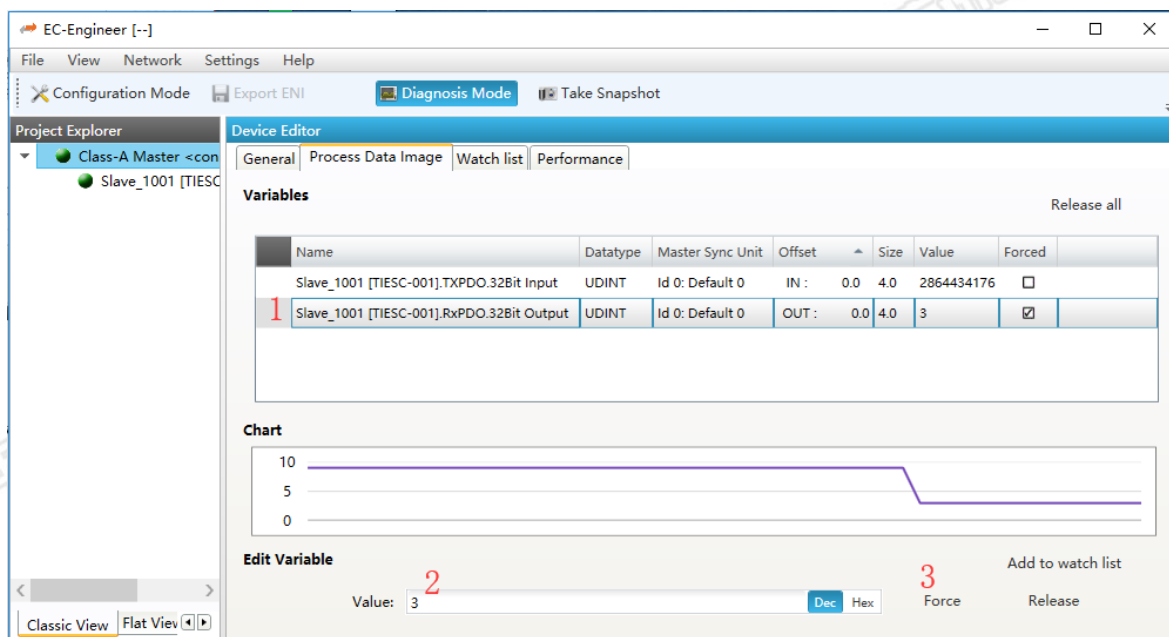 EC-Engineer [--]
File View Network Settings Help
Configuration Mode Export ENI Diagnosis Mode Take Snapshot
Project Explorer
Class-A Master <con
Slave_1001 [TIESC
Classic View Flat View
Device Editor
General Process Data Image Watch list Performance
Variables
Release all
Name Datatype Master Sync Unit Offset Size Value Forced
Slave_1001 [TIESC-001].TXPDO.32Bit Input UDINT Id 0: Default 0 IN : 0.0 4.0 2864434176
1 Slave_1001 [TIESC-001].RxPDO.32Bit Output UDINT Id 0: Default 0 OUT : 0.0 4.0 3
Chart
10
5
0
Edit Variable
Add to watch list
2 3
Value: 3 Dec Hex Force Release